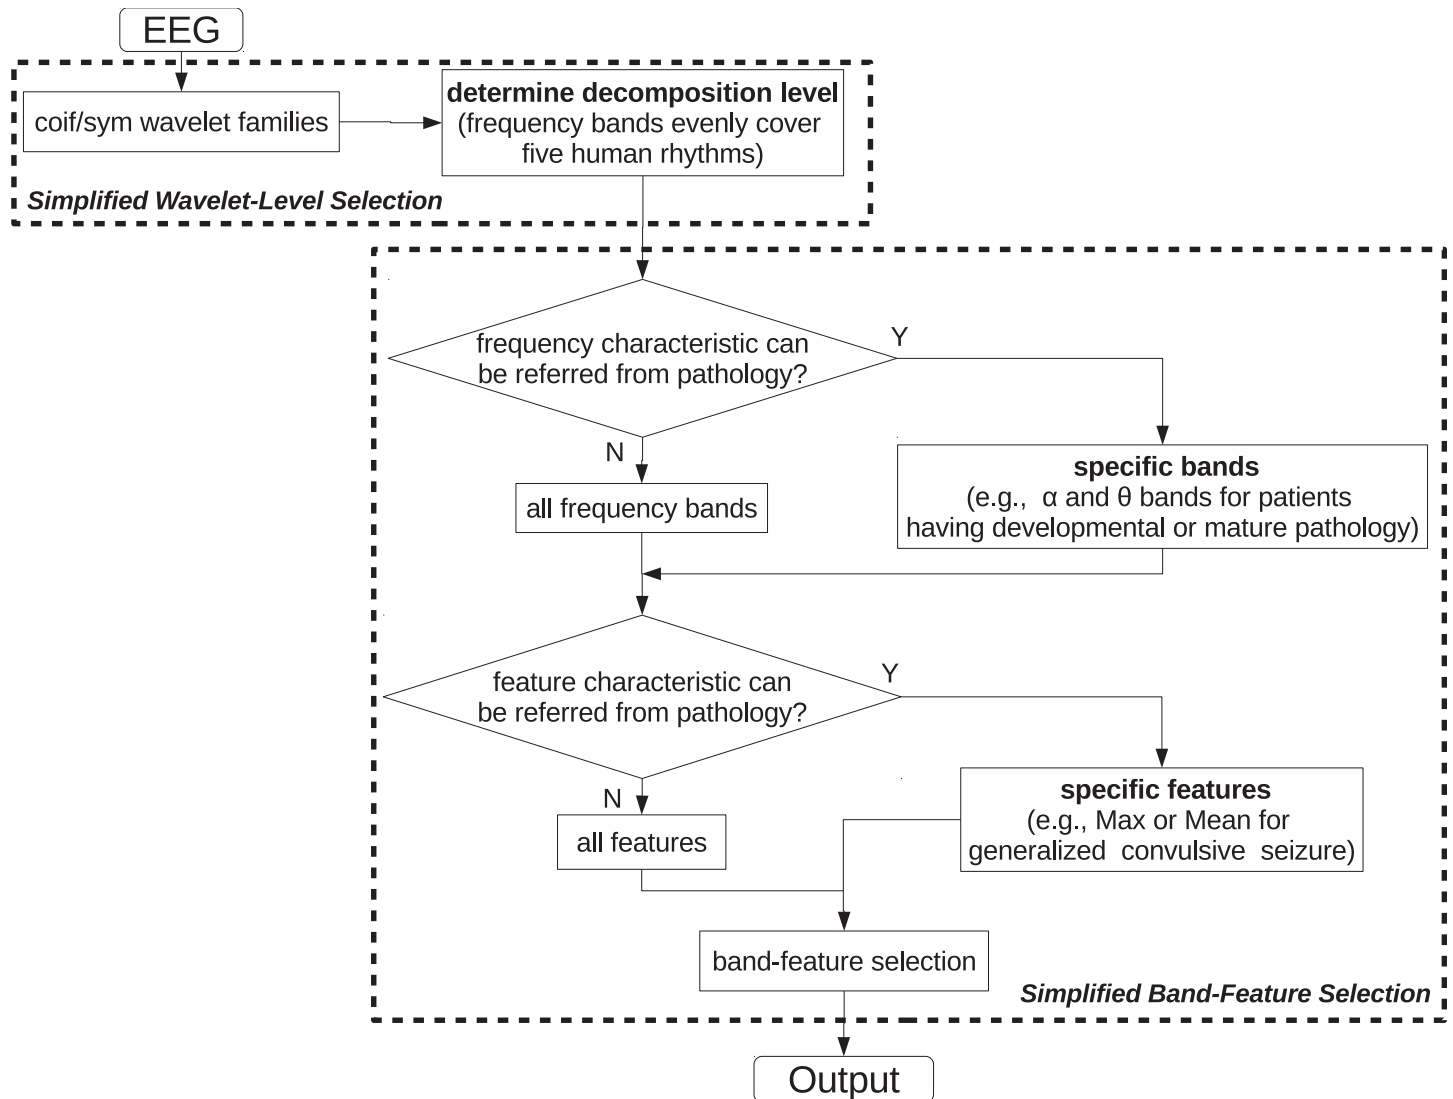 EEG
coif/sym wavelet families
determine decomposition level
(frequency bands evenly cover
five human rhythms)
Simplified Wavelet-Level Selection
frequency characteristic can
be referred from pathology?
Y
N
all frequency bands
specific bands
(e.g., α and θ bands for patients
having developmental or mature pathology)
feature characteristic can
be referred from pathology?
Y
N
all features
specific features
(e.g., Max or Mean for
generalized convulsive seizure)
band-feature selection
Simplified Band-Feature Selection
Output